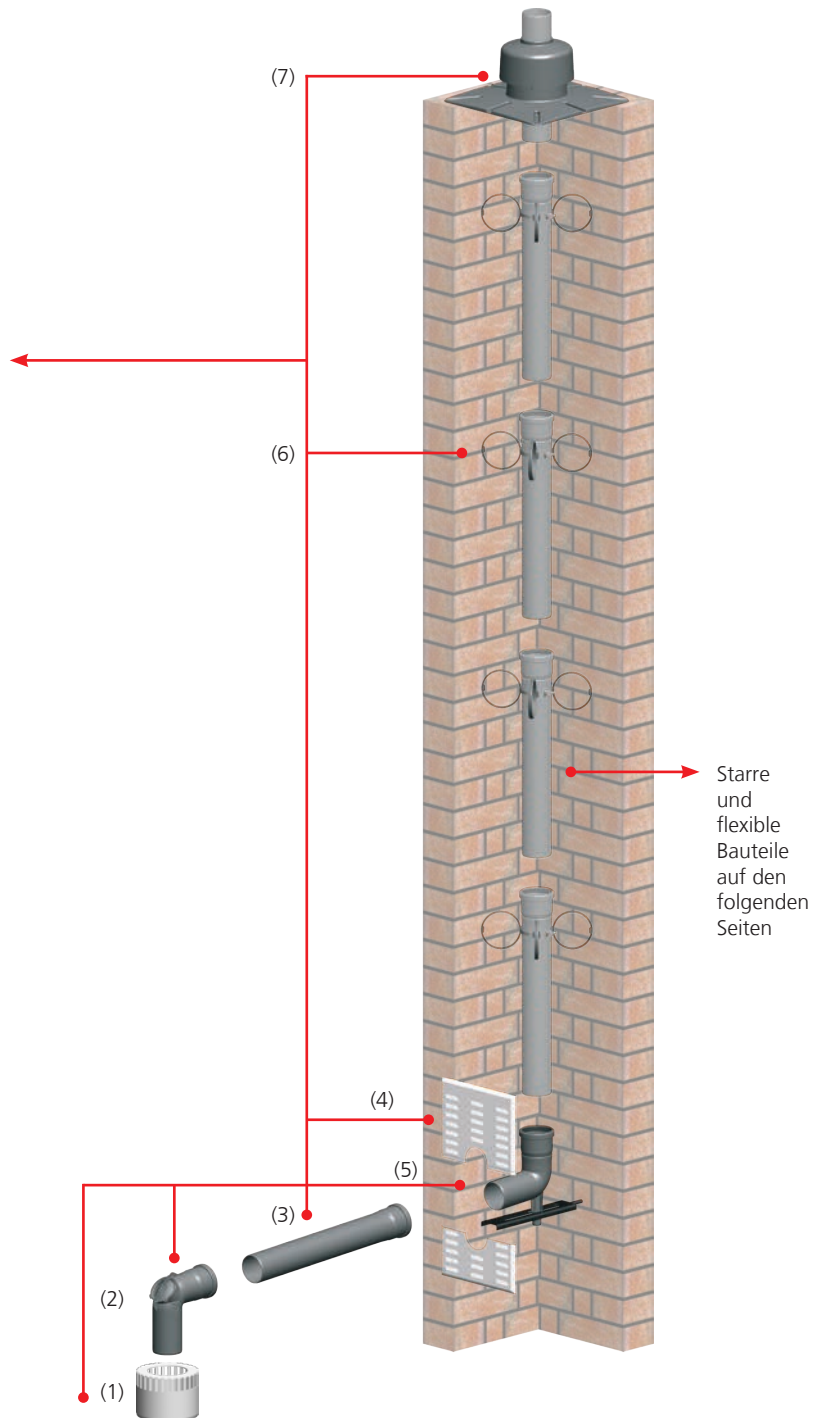 (7)
(6)
Starre
und
flexible
Bauteile
auf den
folgenden
Seiten
(4)
(5)
(3)
(2)
(1)